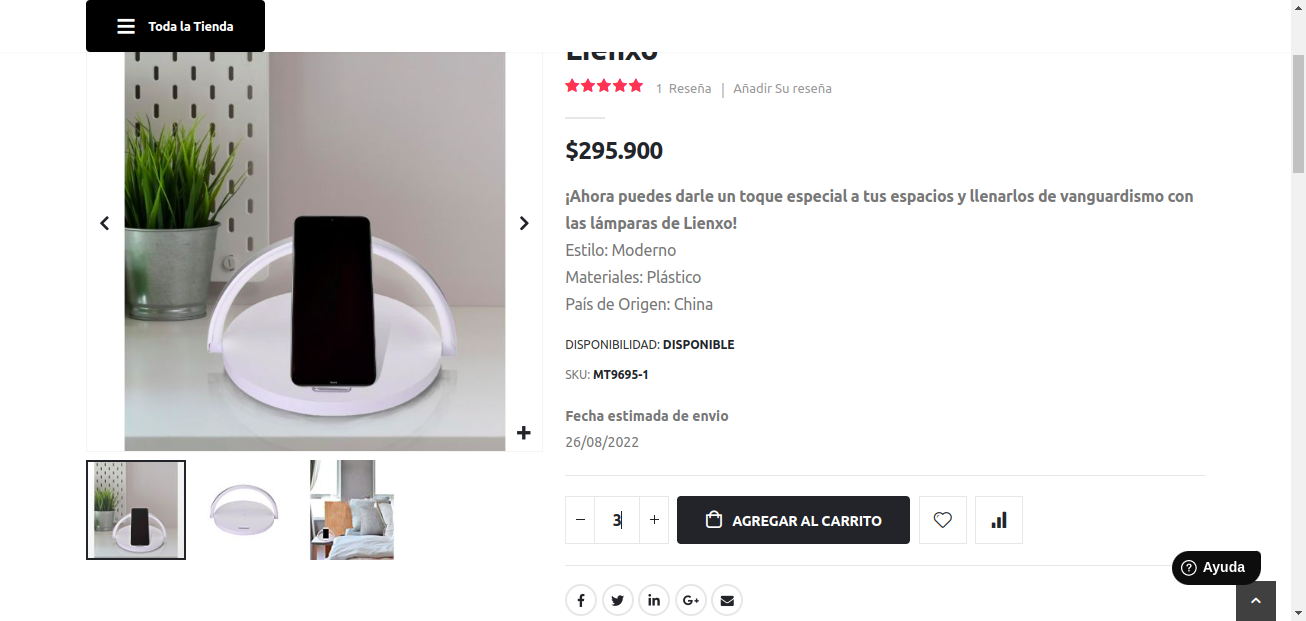 Toda la Tienda
Lienxo
1 Reseña | Añadir Su reseña
$295.900
¡Ahora puedes darle un toque especial a tus espacios y llenarlos de vanguardismo con
las lámparas de Lienxo!
Estilo: Moderno
Materiales: Plástico
País de Origen: China
DISPONIBILIDAD: DISPONIBLE
SKU: MT9695-1
Fecha estimada de envio
26/08/2022
− 3 + AGREGAR AL CARRITO
Ayuda